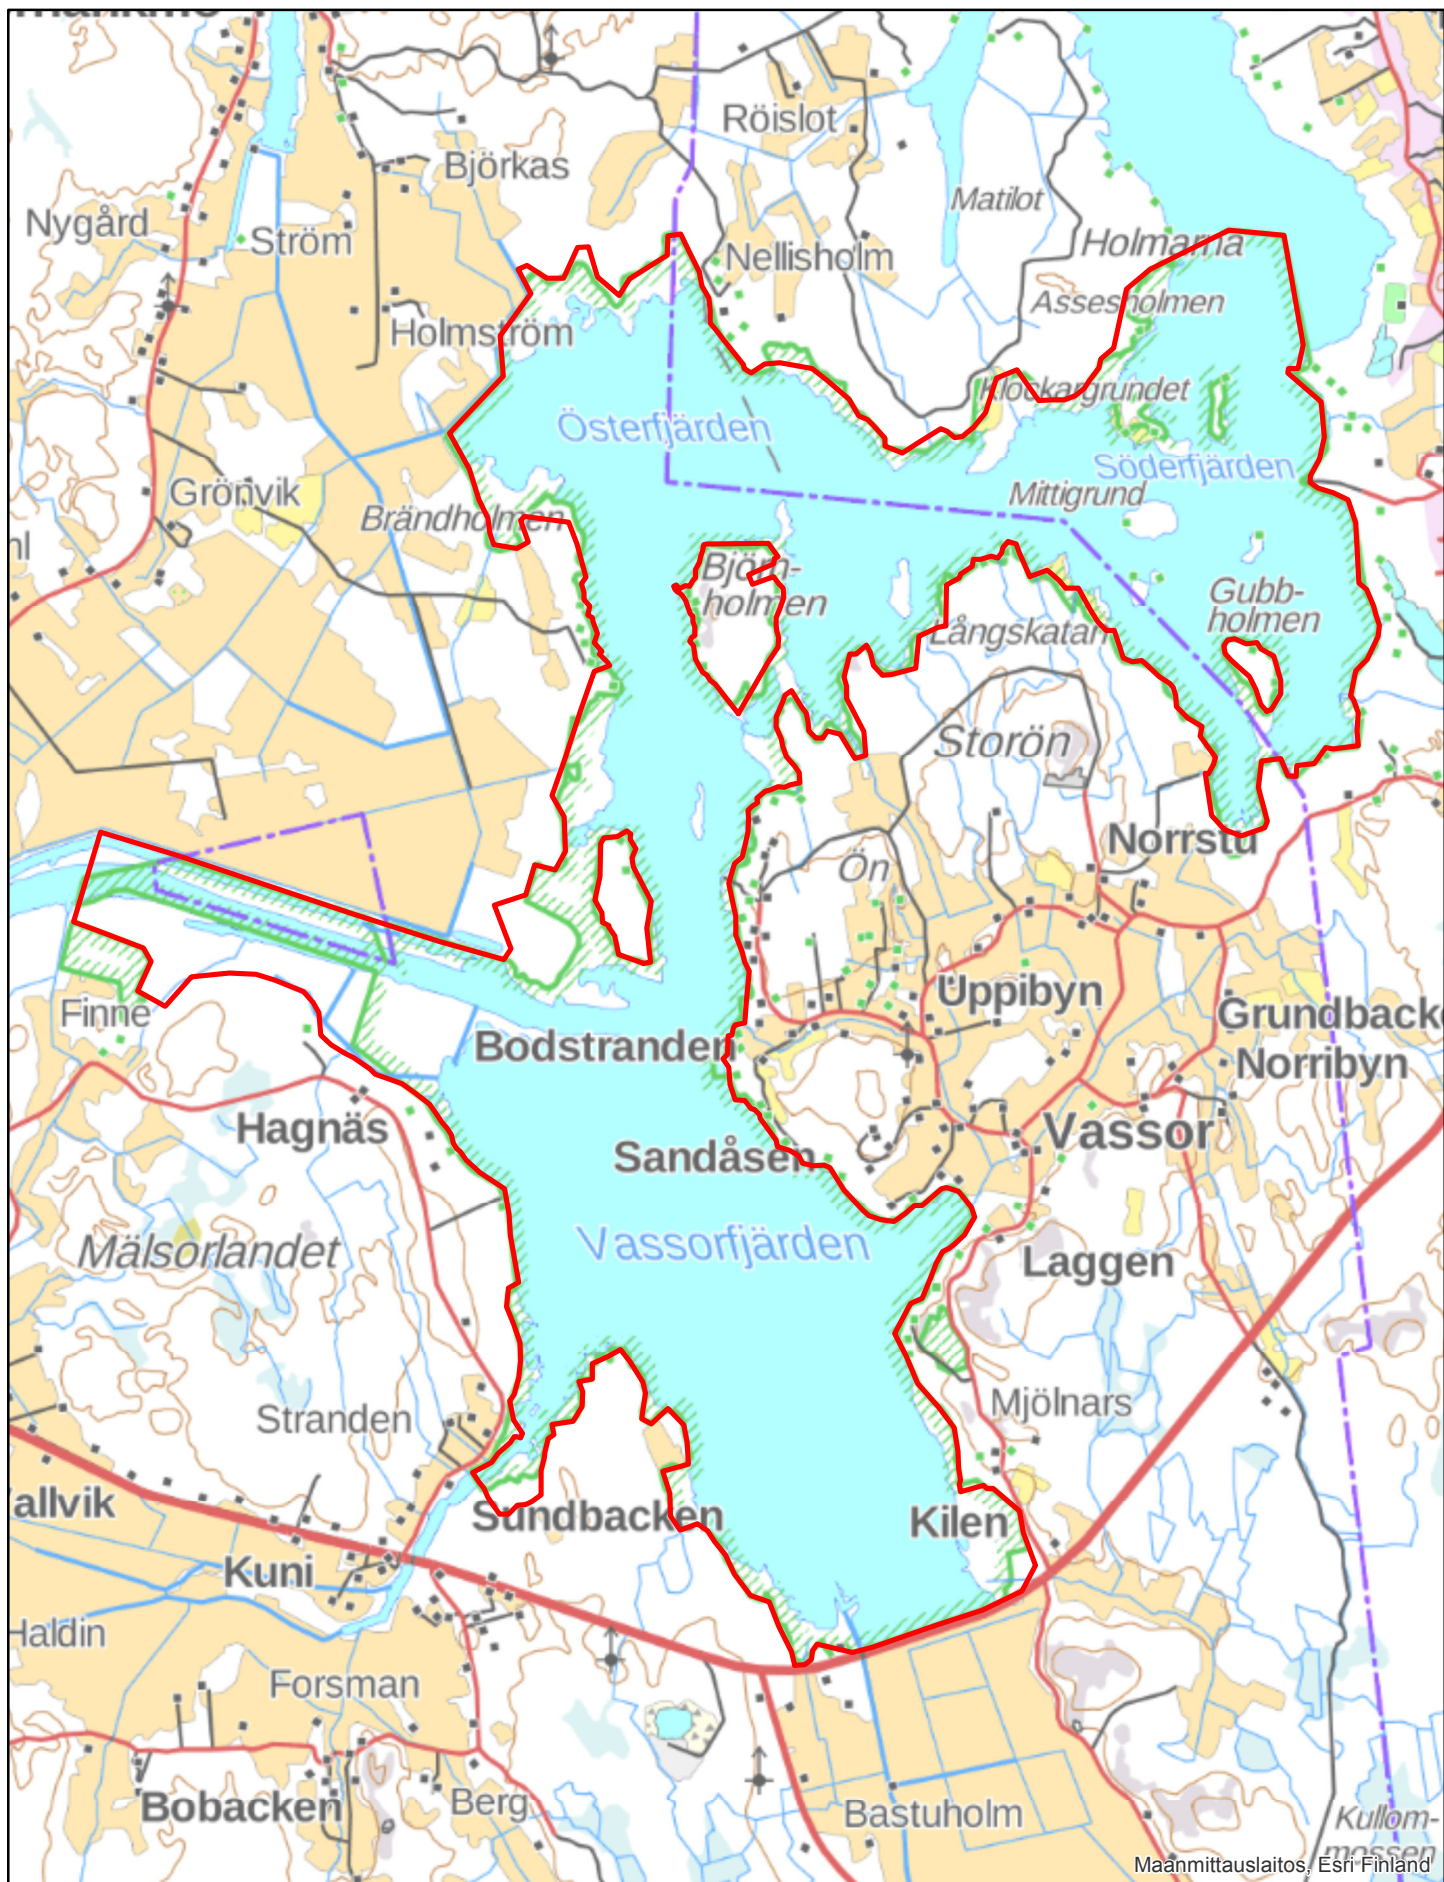 Röislot
Björkas
Matilot
Nygård
Ström
Holmarna
Nellisholm
Assesholmen
Holmström
Klockargrundet
Österfjärden
Söderfjärden
Grönvik
Mittigrund
Brändholmen
Björn-
holmen
Gubb-
holmen
Långskatan
Storön
Norrstu
Ön
Uppibyn
Finne
Grundback
Bodstranden
Norribyn
Hagnäs
Vassor
Sandåsen
Vassorfjärden
Mälsorlandet
Laggen
Mjölnars
Stranden
allvik
Sundbacken
Kilen
Kuni
Haldin
Forsman
Bobacken
Berg
Bastuholm
Kullom-
mossen
Maanmittauslaitos, Esri Finland